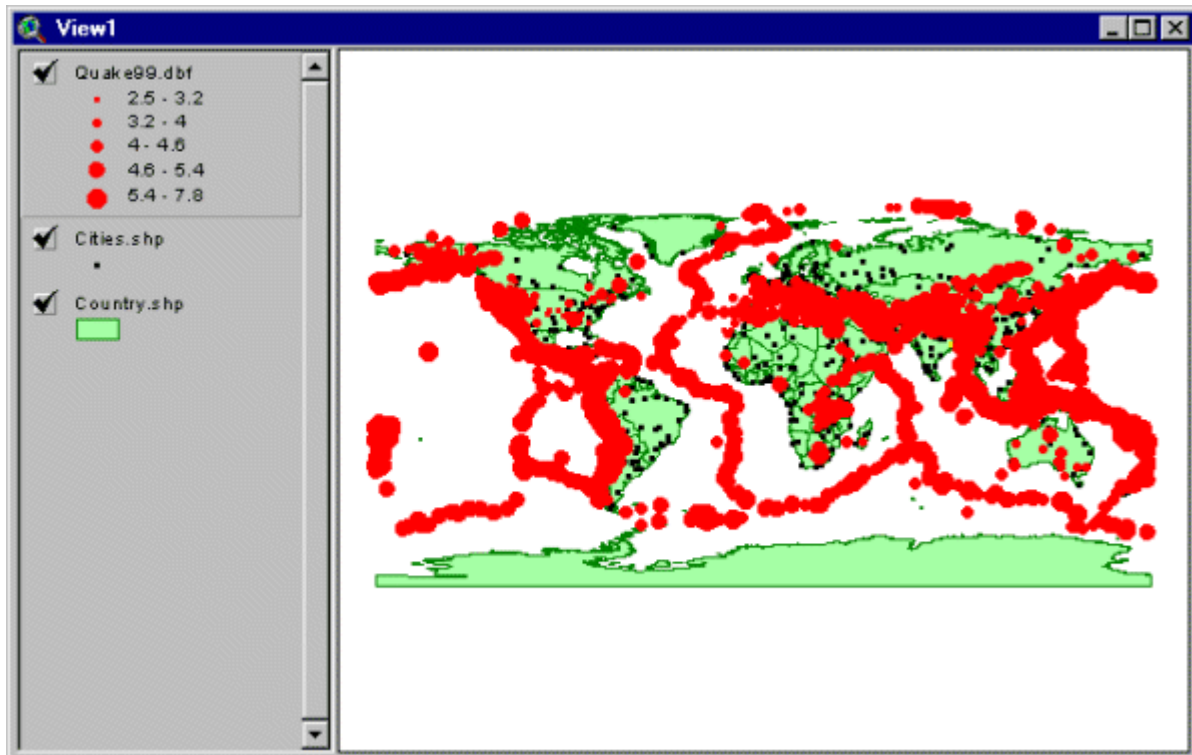 View1
Quake99.dbf
2.5 - 3.2
3.2 - 4
4 - 4.6
4.6 - 5.4
5.4 - 7.8
Cities.shp
Country.shp